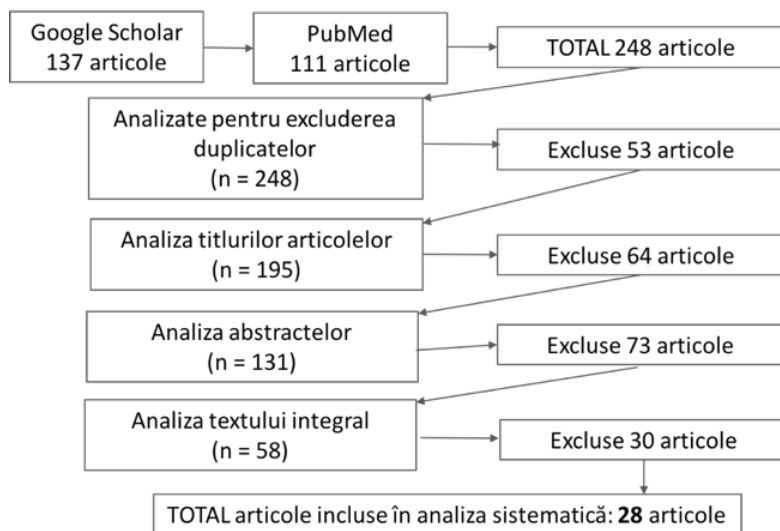 Google Scholar
137 articole
PubMed
111 articole
TOTAL 248 articole
Analizate pentru excluderea
duplicatelor
(n = 248)
Excluse 53 articole
Analiza titlurilor articolelor
(n = 195)
Excluse 64 articole
Analiza abstractelor
(n = 131)
Excluse 73 articole
Analiza textului integral
(n = 58)
Excluse 30 articole
TOTAL articole incluse în analiza sistematică: 28 articole